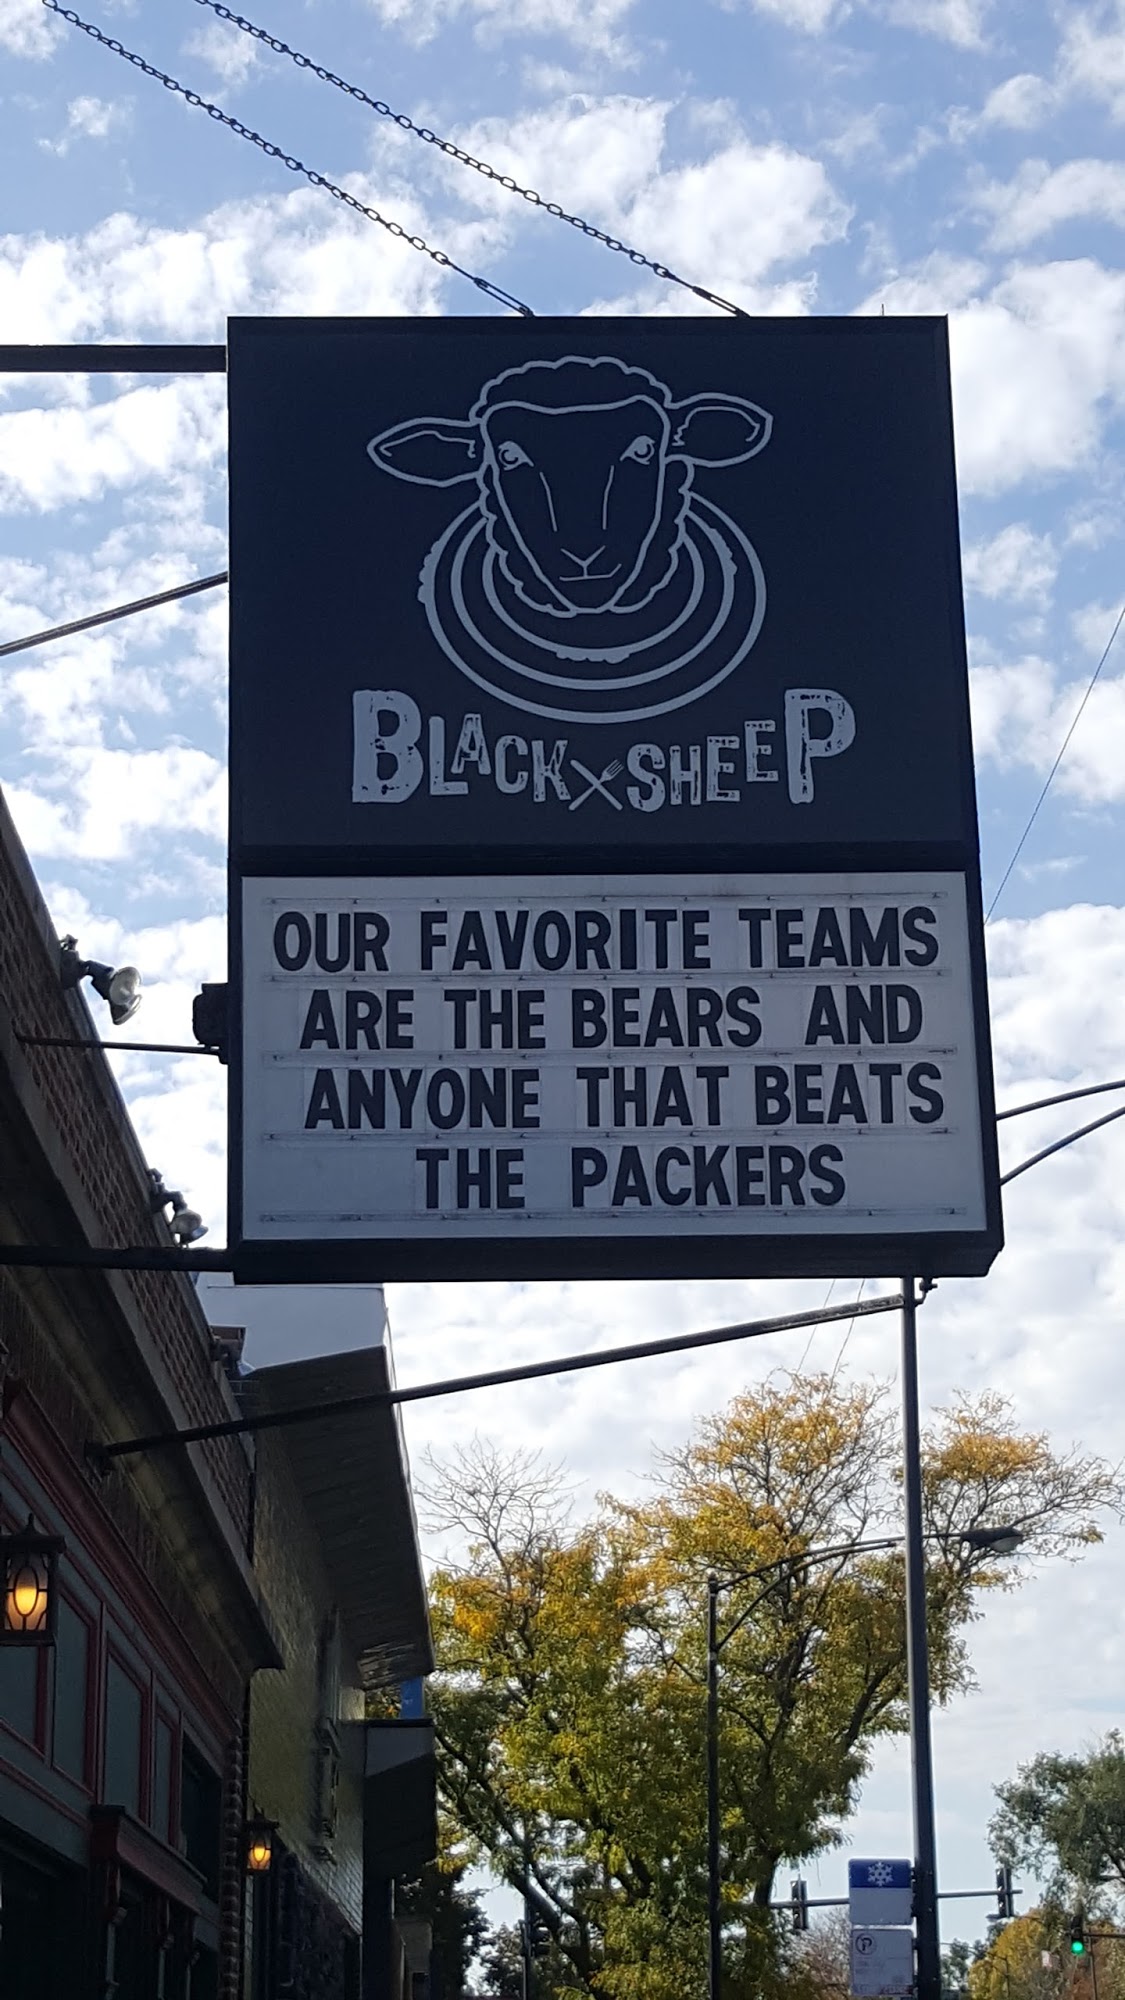 BLACK SHEEP
OUR FAVORITE TEAMS
ARE THE BEARS AND
ANYONE THAT BEATS
THE PACKERS